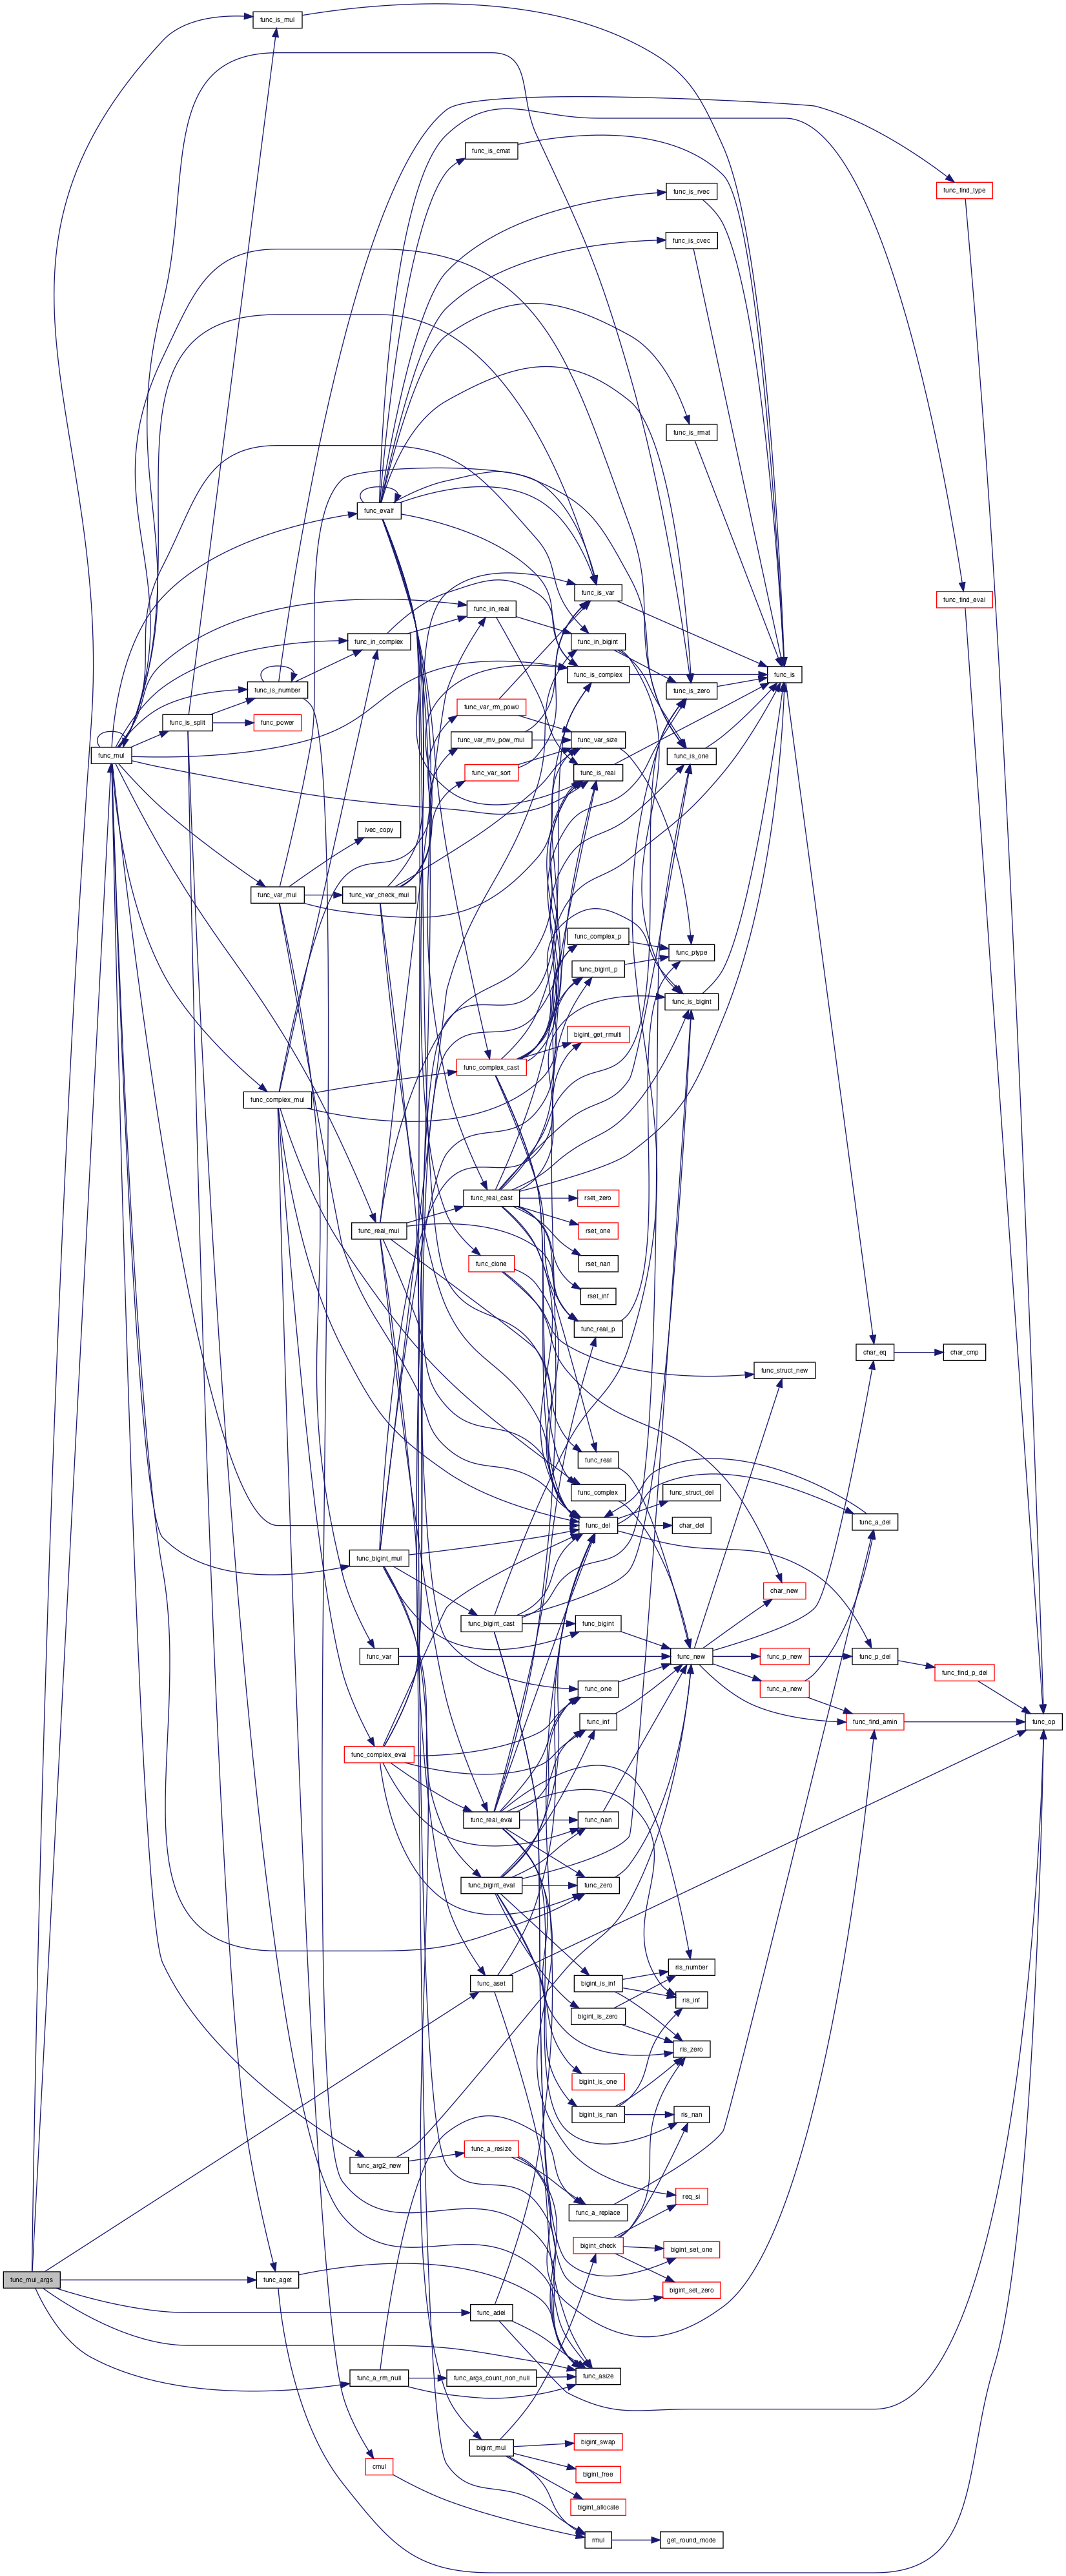 func_is_mul
func_is_cmat
func_is_rvec
func_find_type
func_is_cvec
func_is_rmat
func_evalf
func_is_var
func_find_eval
func_in_real
func_in_complex
func_in_bigint
func_is_complex
func_is
func_is_number
func_is_zero
func_var_rm_pow0
func_is_split
func_power
func_var_mv_pow_mul
func_var_size
func_mul
func_is_one
func_var_sort
func_is_real
ivec_copy
func_var_mul
func_var_check_mul
func_complex_p
func_ptype
func_bigint_p
func_is_bigint
bigint_get_rmulti
func_complex_cast
func_complex_mul
func_real_cast
rset_zero
func_real_mul
rset_one
func_clone
rset_nan
rset_inf
func_real_p
char_eq
char_cmp
func_struct_new
func_real
func_complex
func_struct_del
func_del
char_del
func_a_del
func_bigint_mul
char_new
func_bigint_cast
func_bigint
func_var
func_new
func_p_new
func_p_del
func_find_p_del
func_one
func_a_new
func_inf
func_find_amin
func_op
func_complex_eval
func_real_eval
func_nan
func_bigint_eval
func_zero
ris_number
func_aset
bigint_is_inf
ris_inf
bigint_is_zero
ris_zero
bigint_is_one
bigint_is_nan
ris_nan
func_a_resize
func_arg2_new
req_si
func_a_replace
bigint_check
bigint_set_one
func_mul_args
func_aget
bigint_set_zero
func_adel
func_a_rm_null
func_args_count_non_null
func_asize
bigint_mul
bigint_swap
cmul
bigint_free
bigint_allocate
rmul
get_round_mode